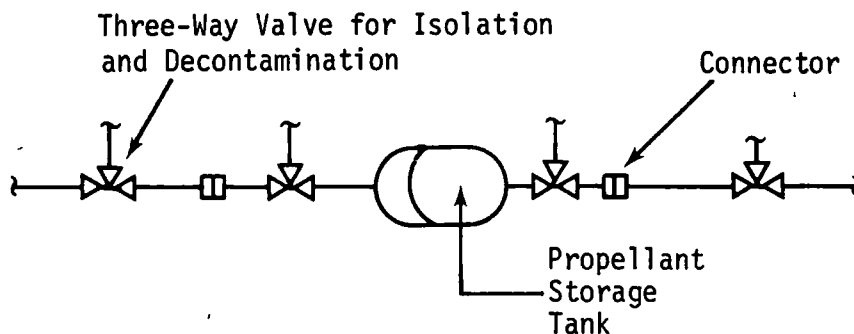 Three-Way Valve for Isolation
and Decontamination
Connector
Propellant
Storage
Tank